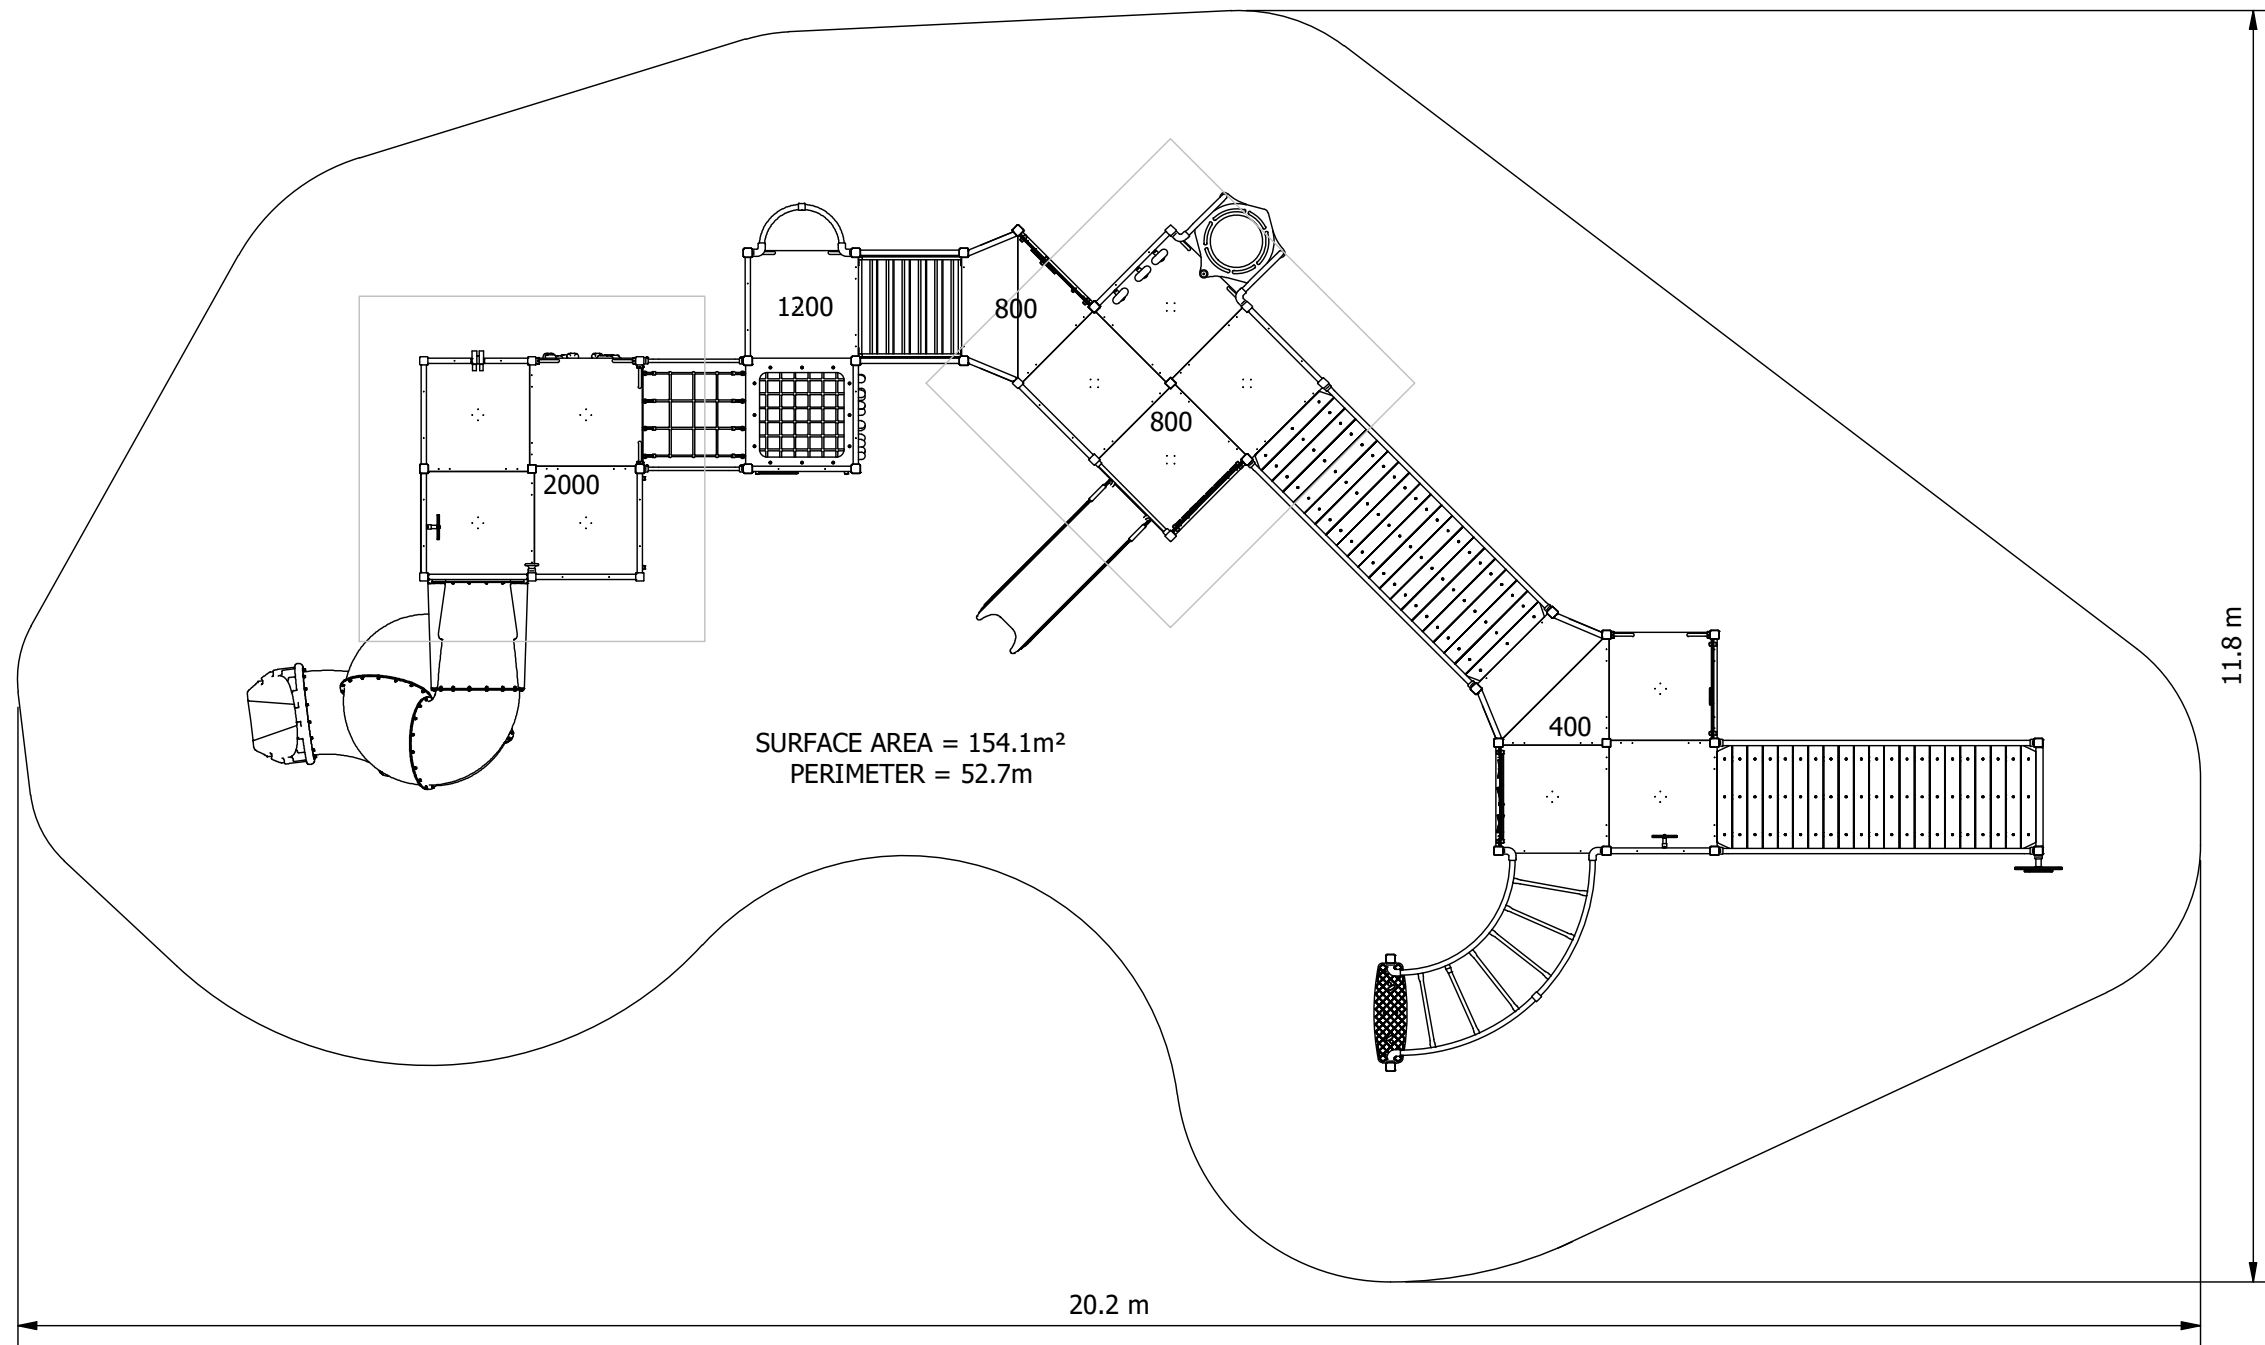 1200
800
800
2000
SURFACE AREA = 154.1m²
PERIMETER = 52.7m
400
11.8 m
20.2 m